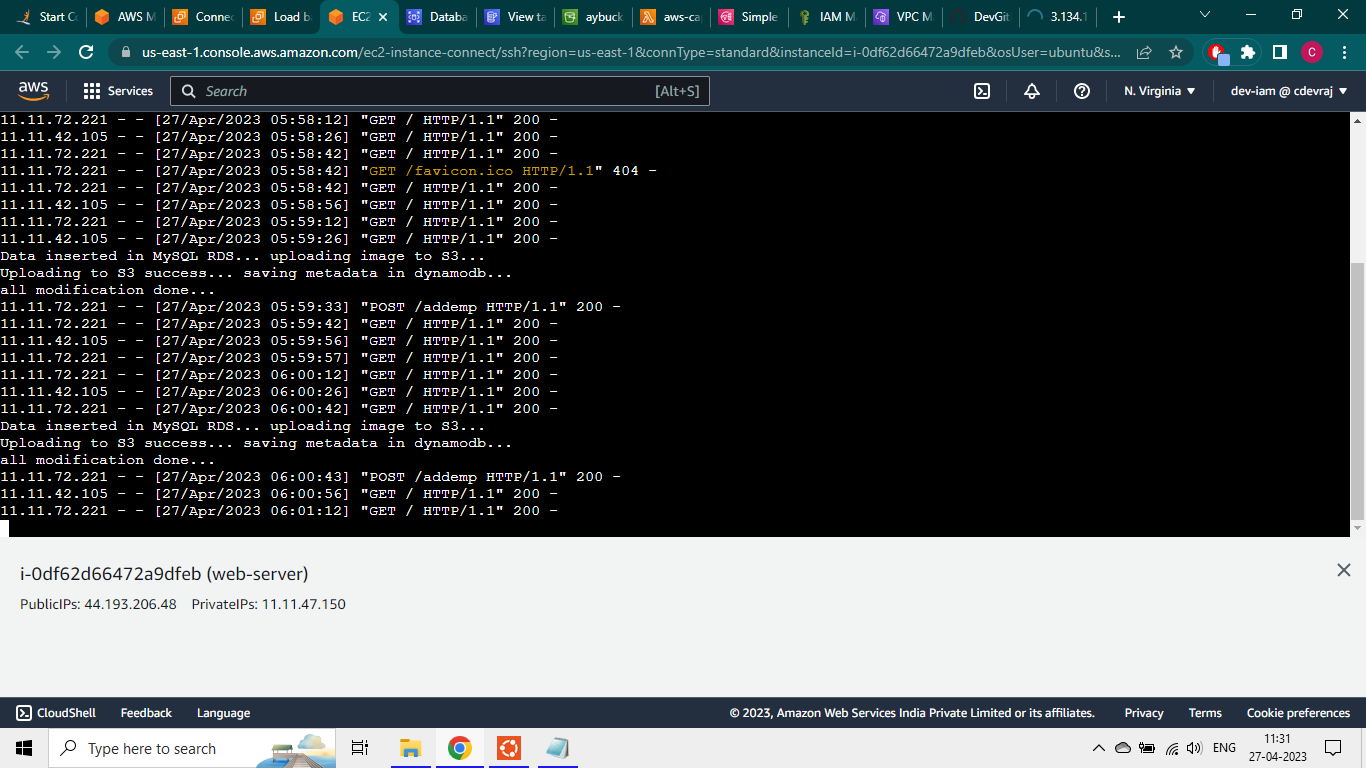 Start Co
AWS M
Connec
Load b
EC2
Databa
View ta
aybuck
aws-cap
Simple
IAM M
VPC M
DevGit
3.134.1
us-east-1.console.aws.amazon.com/ec2-instance-connect/ssh?region=us-east-1&connType=standard&instanceId=i-0df62d66472a9dfeb&osUser=ubuntu&s...
C
aws Services Search [Alt+S] N. Virginia ▼ dev-iam @ cdevraj ▼
11.11.72.221 - - [27/Apr/2023 05:58:12] "GET / HTTP/1.1" 200 -
11.11.42.105 - - [27/Apr/2023 05:58:26] "GET / HTTP/1.1" 200 -
11.11.72.221 - - [27/Apr/2023 05:58:42] "GET / HTTP/1.1" 200 -
11.11.72.221 - - [27/Apr/2023 05:58:42] "GET /favicon.ico HTTP/1.1" 404 -
11.11.72.221 - - [27/Apr/2023 05:58:42] "GET / HTTP/1.1" 200 -
11.11.42.105 - - [27/Apr/2023 05:58:56] "GET / HTTP/1.1" 200 -
11.11.72.221 - - [27/Apr/2023 05:59:12] "GET / HTTP/1.1" 200 -
11.11.42.105 - - [27/Apr/2023 05:59:26] "GET / HTTP/1.1" 200 -
Data inserted in MySQL RDS... uploading image to S3...
Uploading to S3 success... saving metadata in dynamodb...
all modification done...
11.11.72.221 - - [27/Apr/2023 05:59:33] "POST /addemp HTTP/1.1" 200 -
11.11.72.221 - - [27/Apr/2023 05:59:42] "GET / HTTP/1.1" 200 -
11.11.42.105 - - [27/Apr/2023 05:59:56] "GET / HTTP/1.1" 200 -
11.11.72.221 - - [27/Apr/2023 05:59:57] "GET / HTTP/1.1" 200 -
11.11.72.221 - - [27/Apr/2023 06:00:12] "GET / HTTP/1.1" 200 -
11.11.42.105 - - [27/Apr/2023 06:00:26] "GET / HTTP/1.1" 200 -
11.11.72.221 - - [27/Apr/2023 06:00:42] "GET / HTTP/1.1" 200 -
Data inserted in MySQL RDS... uploading image to S3...
Uploading to S3 success... saving metadata in dynamodb...
all modification done...
11.11.72.221 - - [27/Apr/2023 06:00:43] "POST /addemp HTTP/1.1" 200 -
11.11.42.105 - - [27/Apr/2023 06:00:56] "GET / HTTP/1.1" 200 -
11.11.72.221 - - [27/Apr/2023 06:01:12] "GET / HTTP/1.1" 200 -
i-0df62d66472a9dfeb (web-server)
PublicIPs: 44.193.206.48 PrivateIPs: 11.11.47.150
CloudShell Feedback Language © 2023, Amazon Web Services India Private Limited or its affiliates. Privacy Terms Cookie preferences
Type here to search
ENG
11:31
27-04-2023